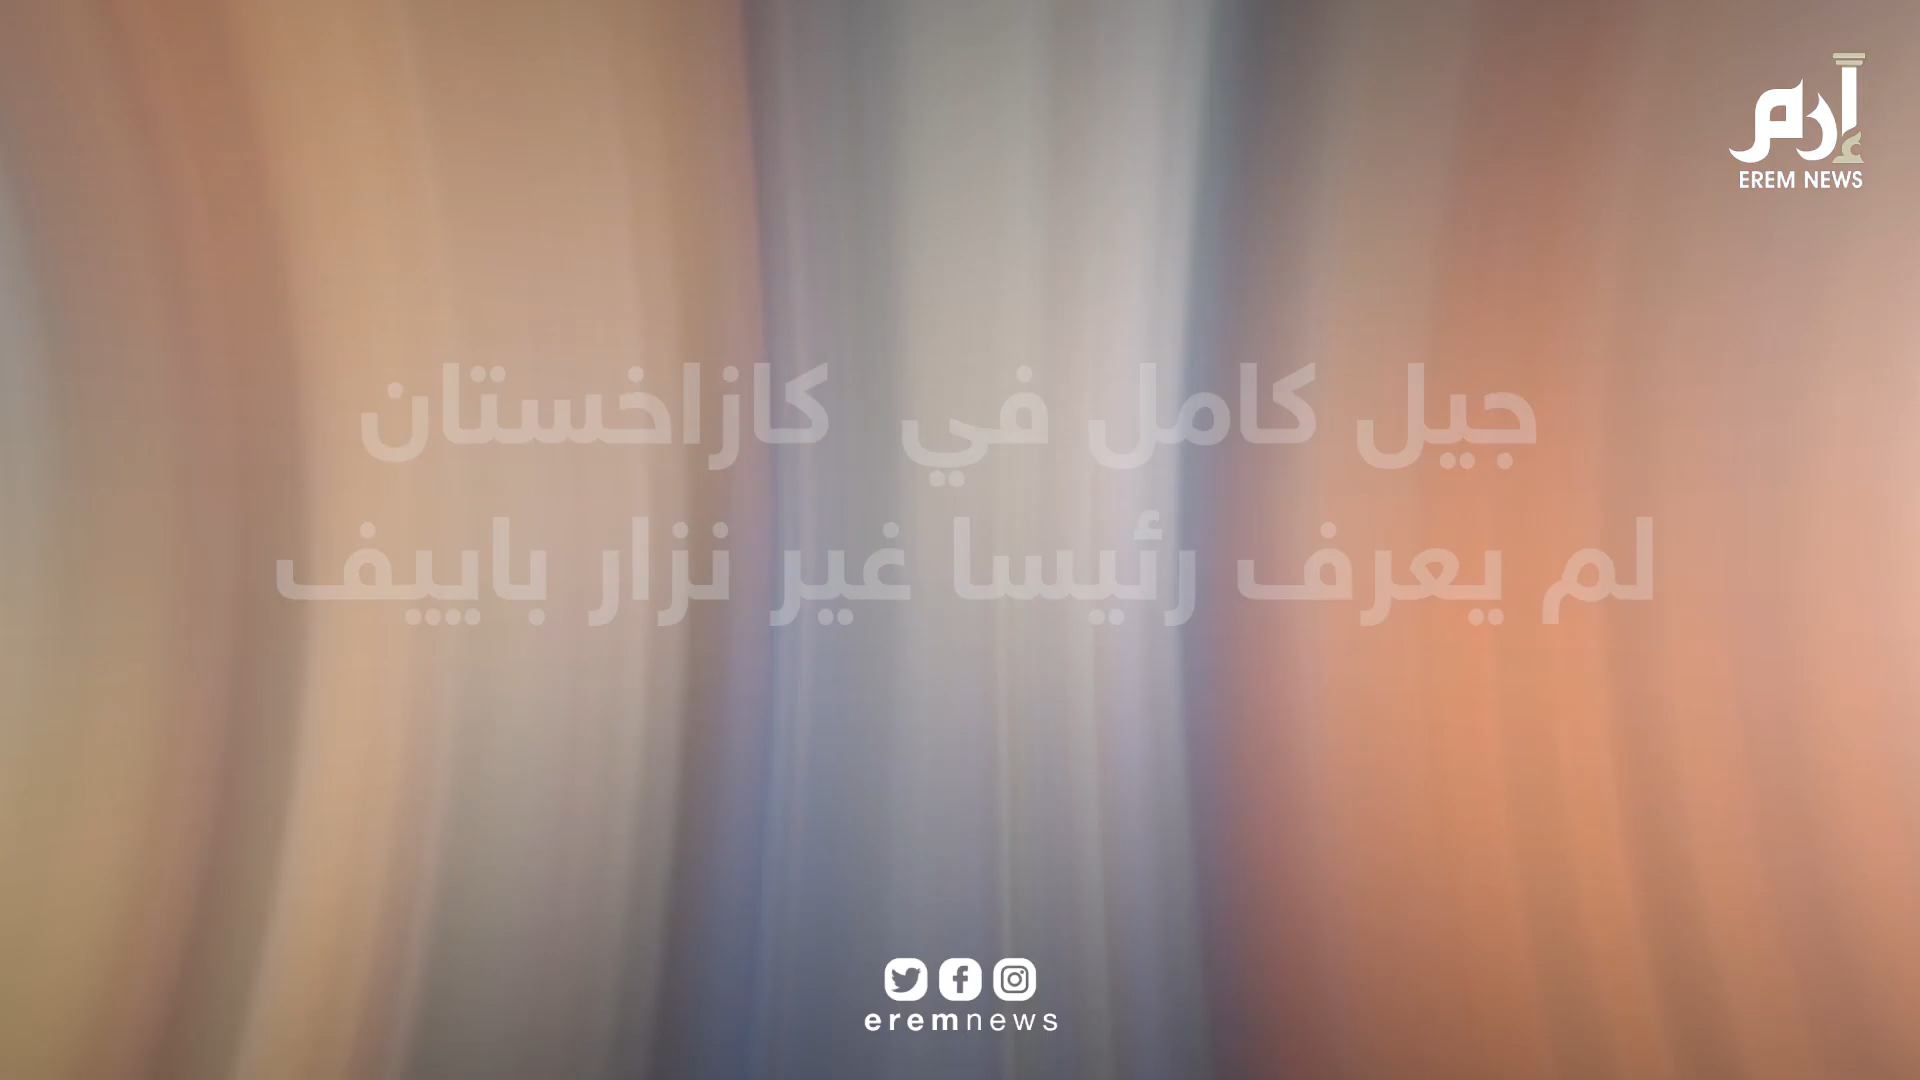 إرم
EREM NEWS
جيل كامل في كازاخستان
لم يعرف رئيسا غير نزار باييف
eremnews